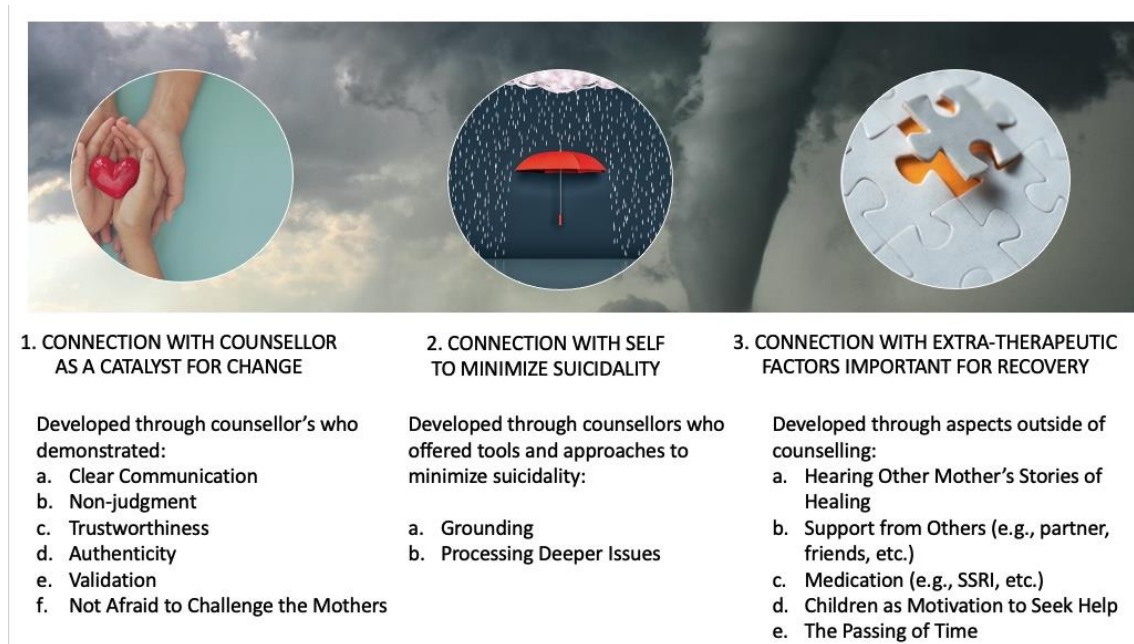 1. CONNECTION WITH COUNSELLOR
AS A CATALYST FOR CHANGE
Developed through counsellor's who
demonstrated:
a. Clear Communication
b. Non-judgment
c. Trustworthiness
d. Authenticity
e. Validation
f. Not Afraid to Challenge the Mothers
2. CONNECTION WITH SELF
TO MINIMIZE SUICIDALITY
Developed through counsellors who
offered tools and approaches to
minimize suicidality:
a. Grounding
b. Processing Deeper Issues
3. CONNECTION WITH EXTRA-THERAPEUTIC
FACTORS IMPORTANT FOR RECOVERY
Developed through aspects outside of
counselling:
a. Hearing Other Mother's Stories of
Healing
b. Support from Others (e.g., partner,
friends, etc.)
c. Medication (e.g., SSRI, etc.)
d. Children as Motivation to Seek Help
e. The Passing of Time